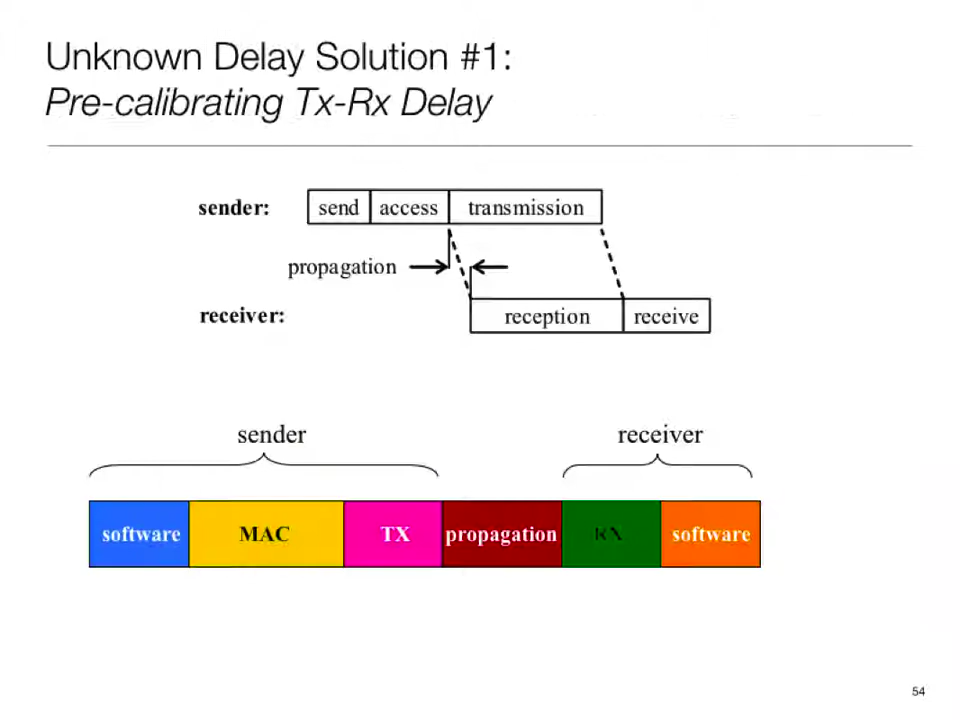 Unknown Delay Solution #1:
Pre-calibrating Tx-Rx Delay
sender: send access transmission
propagation
receiver: reception receive
sender receiver
software MAC TX propagation RX software
54